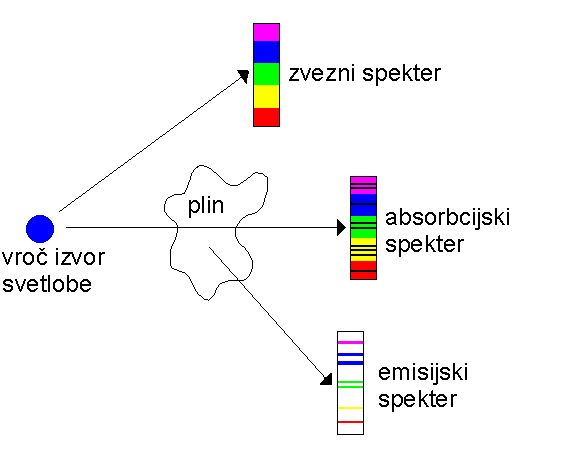 zvezni spekter
plin
absorbcijski
spekter
vroč izvor
svetlobe
emisijski
spekter